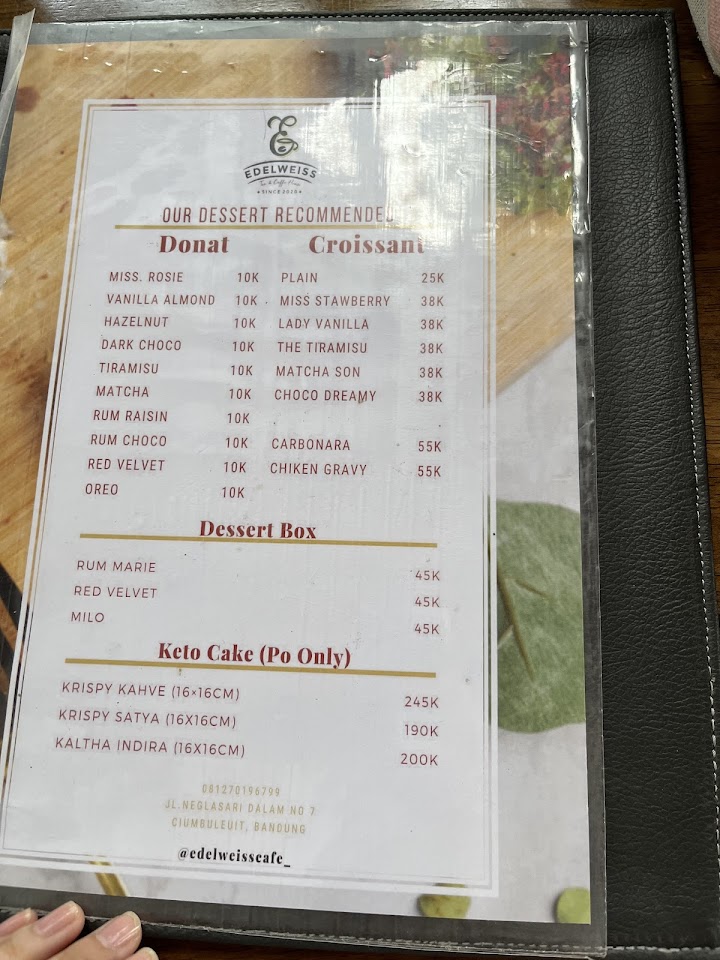 E
EDELWEISS
Tea & Coffee House
SINCE 2020
OUR DESSERT RECOMMENDED
Donat
MISS. ROSIE 10K
VANILLA ALMOND 10K
HAZELNUT 10K
DARK CHOCO 10K
TIRAMISU 10K
MATCHA 10K
RUM RAISIN 10K
RUM CHOCO 10K
RED VELVET 10K
OREO 10K
Croissant
PLAIN 25K
MISS STAWBERRY 38K
LADY VANILLA 38K
THE TIRAMISU 38K
MATCHA SON 38K
CHOCO DREAMY 38K
CARBONARA 55K
CHIKEN GRAVY 55K
Dessert Box
RUM MARIE 45K
RED VELVET 45K
MILO 45K
Keto Cake (Po Only)
KRISPY KAHVE (16×16CM) 245K
KRISPY SATYA (16X16CM) 190K
KALTHA INDIRA (16X16CM) 200K
081270196799
JL.NEGLASARI DALAM NO 7
CIUMBULEUIT, BANDUNG
@edelweisscafe_